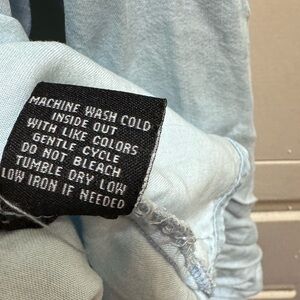 MACHINE WASH COLD
INSIDE OUT
WITH LIKE COLORS
GENTLE CYCLE
DO NOT BLEACH
TUMBLE DRY LOW
LOW IRON IF NEEDED